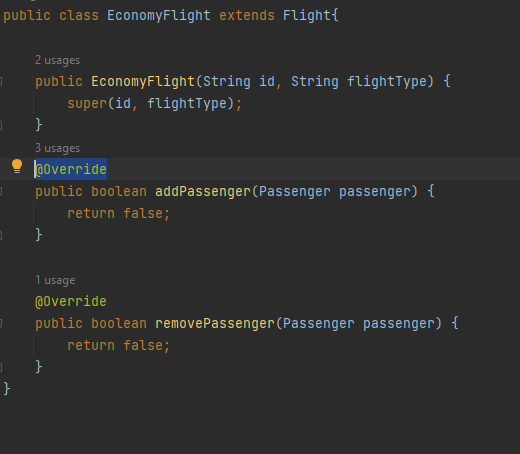 public class EconomyFlight extends Flight{
2 usages
public EconomyFlight(String id, String flightType) {
super(id, flightType);
}
3 usages
@Override
public boolean addPassenger(Passenger passenger) {
return false;
}
1 usage
@Override
public boolean removePassenger(Passenger passenger) {
return false;
}
}